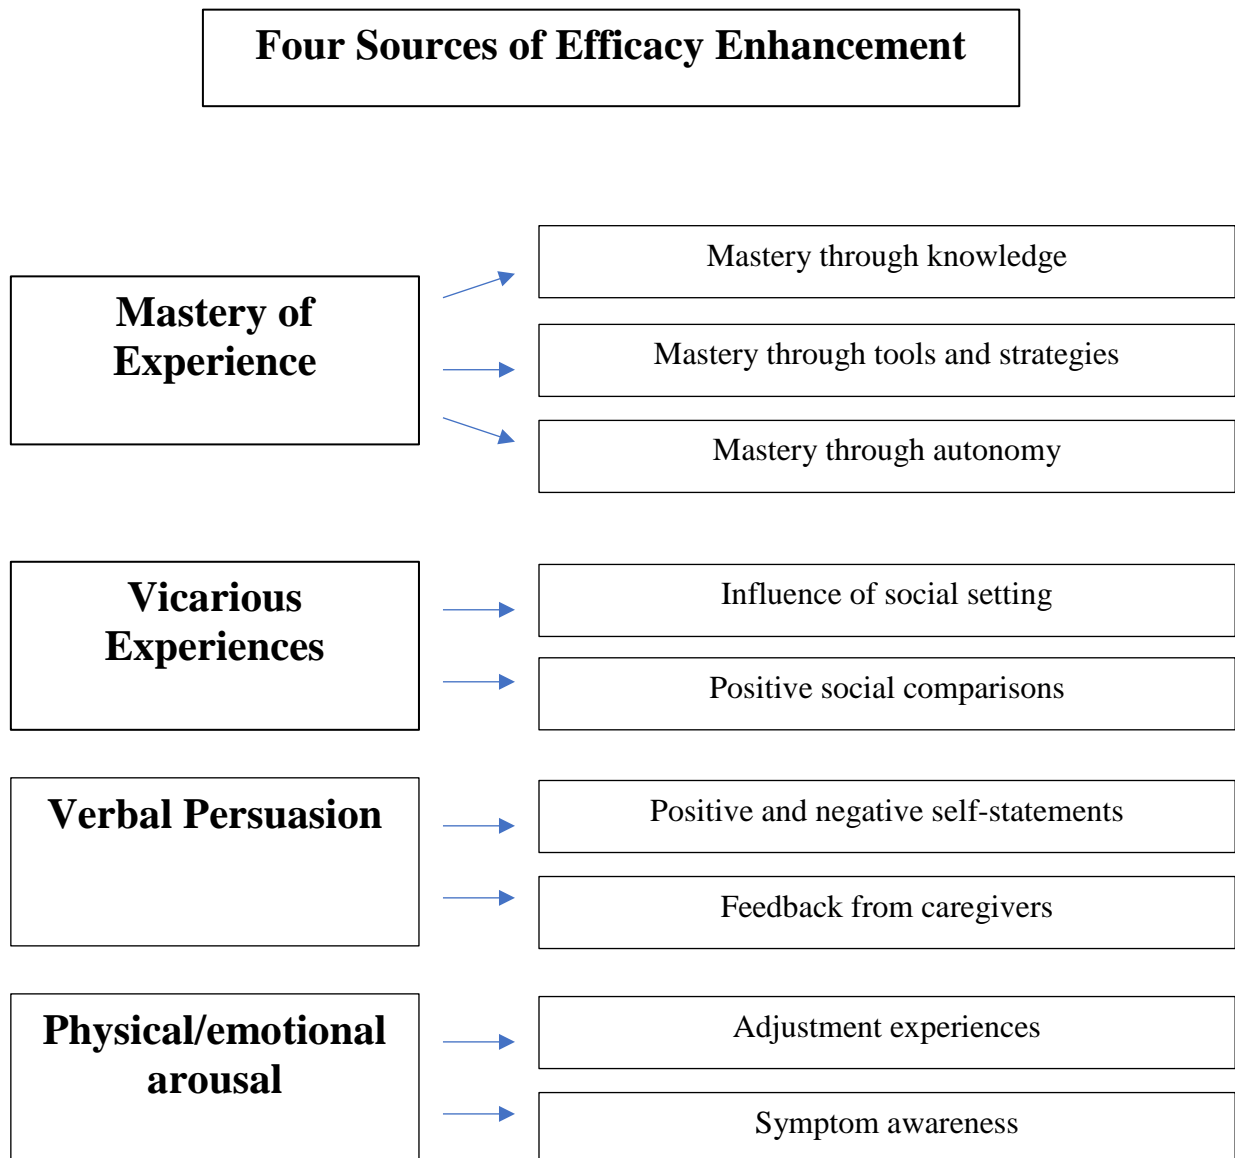 Four Sources of Efficacy Enhancement
Mastery of
Experience
Mastery through knowledge
Mastery through tools and strategies
Mastery through autonomy
Vicarious
Experiences
Influence of social setting
Positive social comparisons
Verbal Persuasion
Positive and negative self-statements
Feedback from caregivers
Physical/emotional
arousal
Adjustment experiences
Symptom awareness